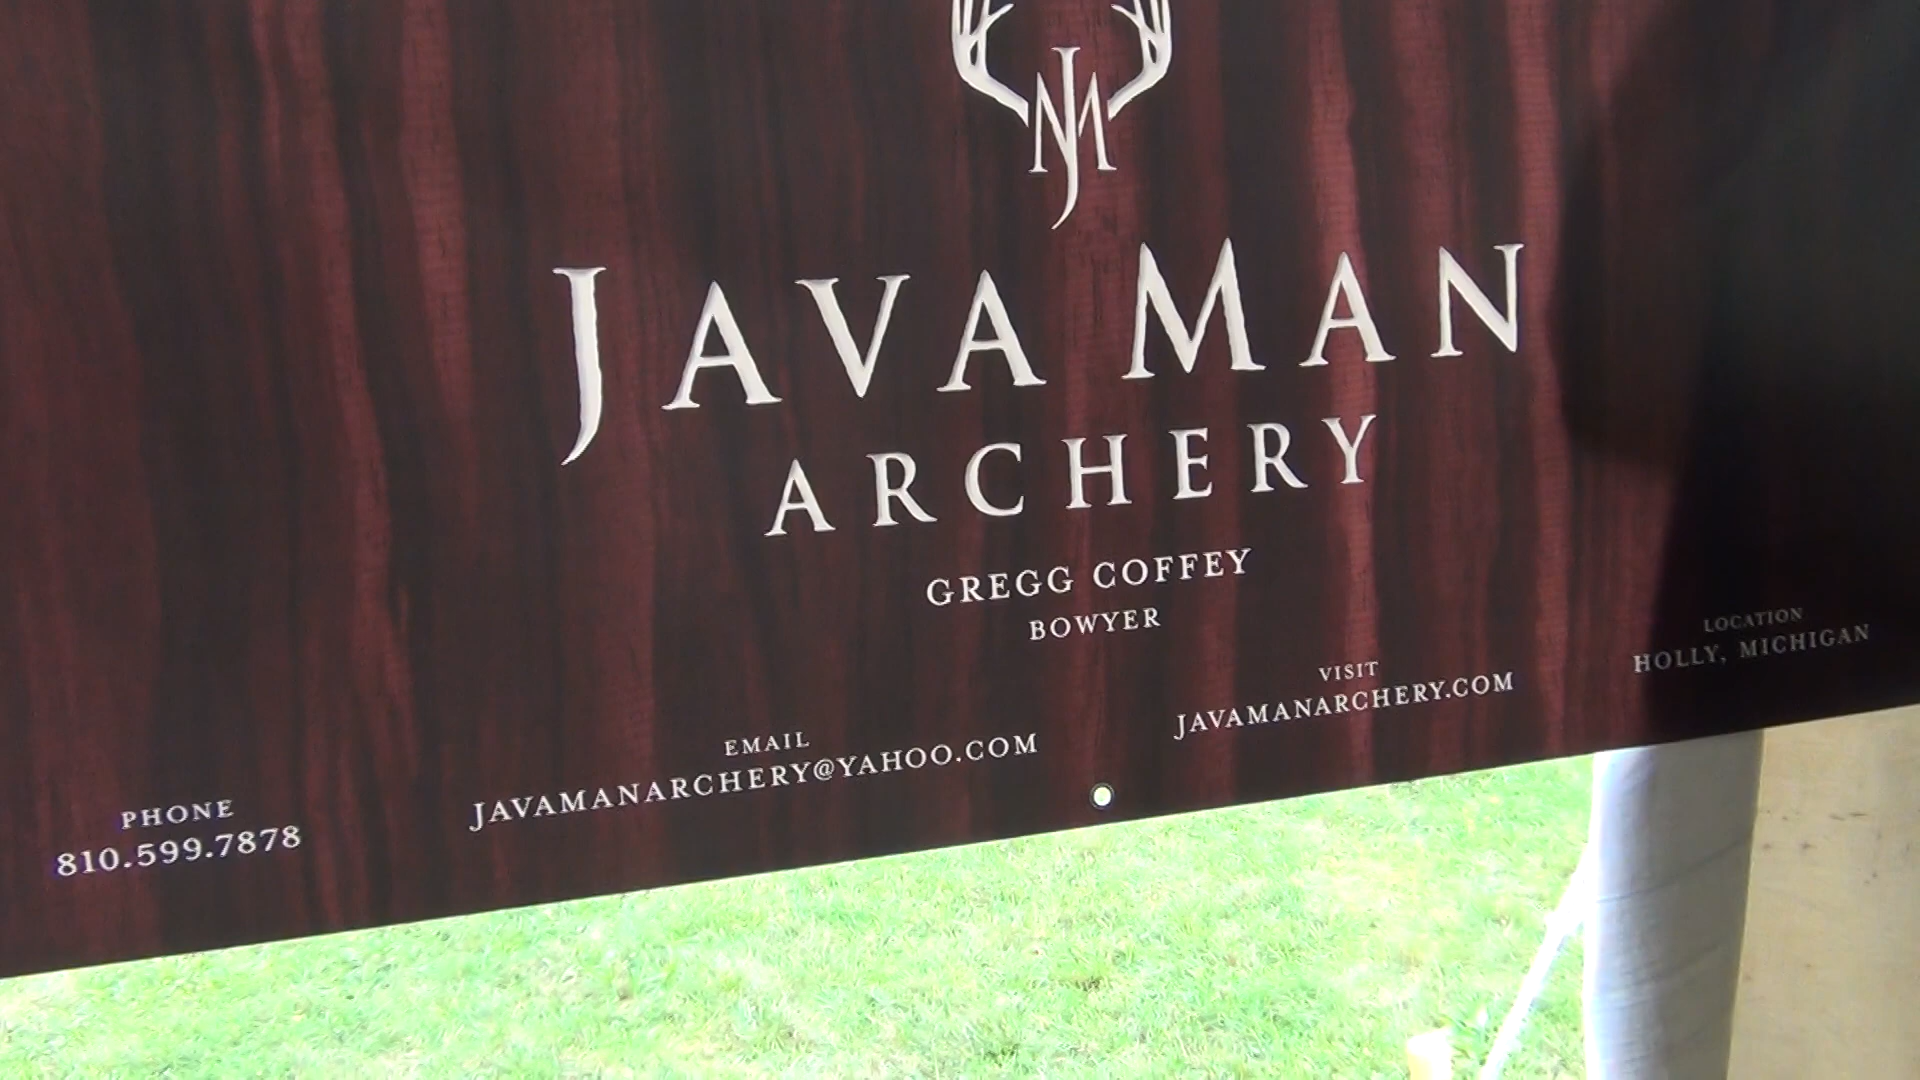 JM
JAVA MAN
ARCHERY
GREGG COFFEY
BOWYER
PHONE
810.599.7878
EMAIL
JAVAMANARCHERY@YAHOO.COM
VISIT
JAVAMANARCHERY.COM
LOCATION
HOLLY, MICHIGAN